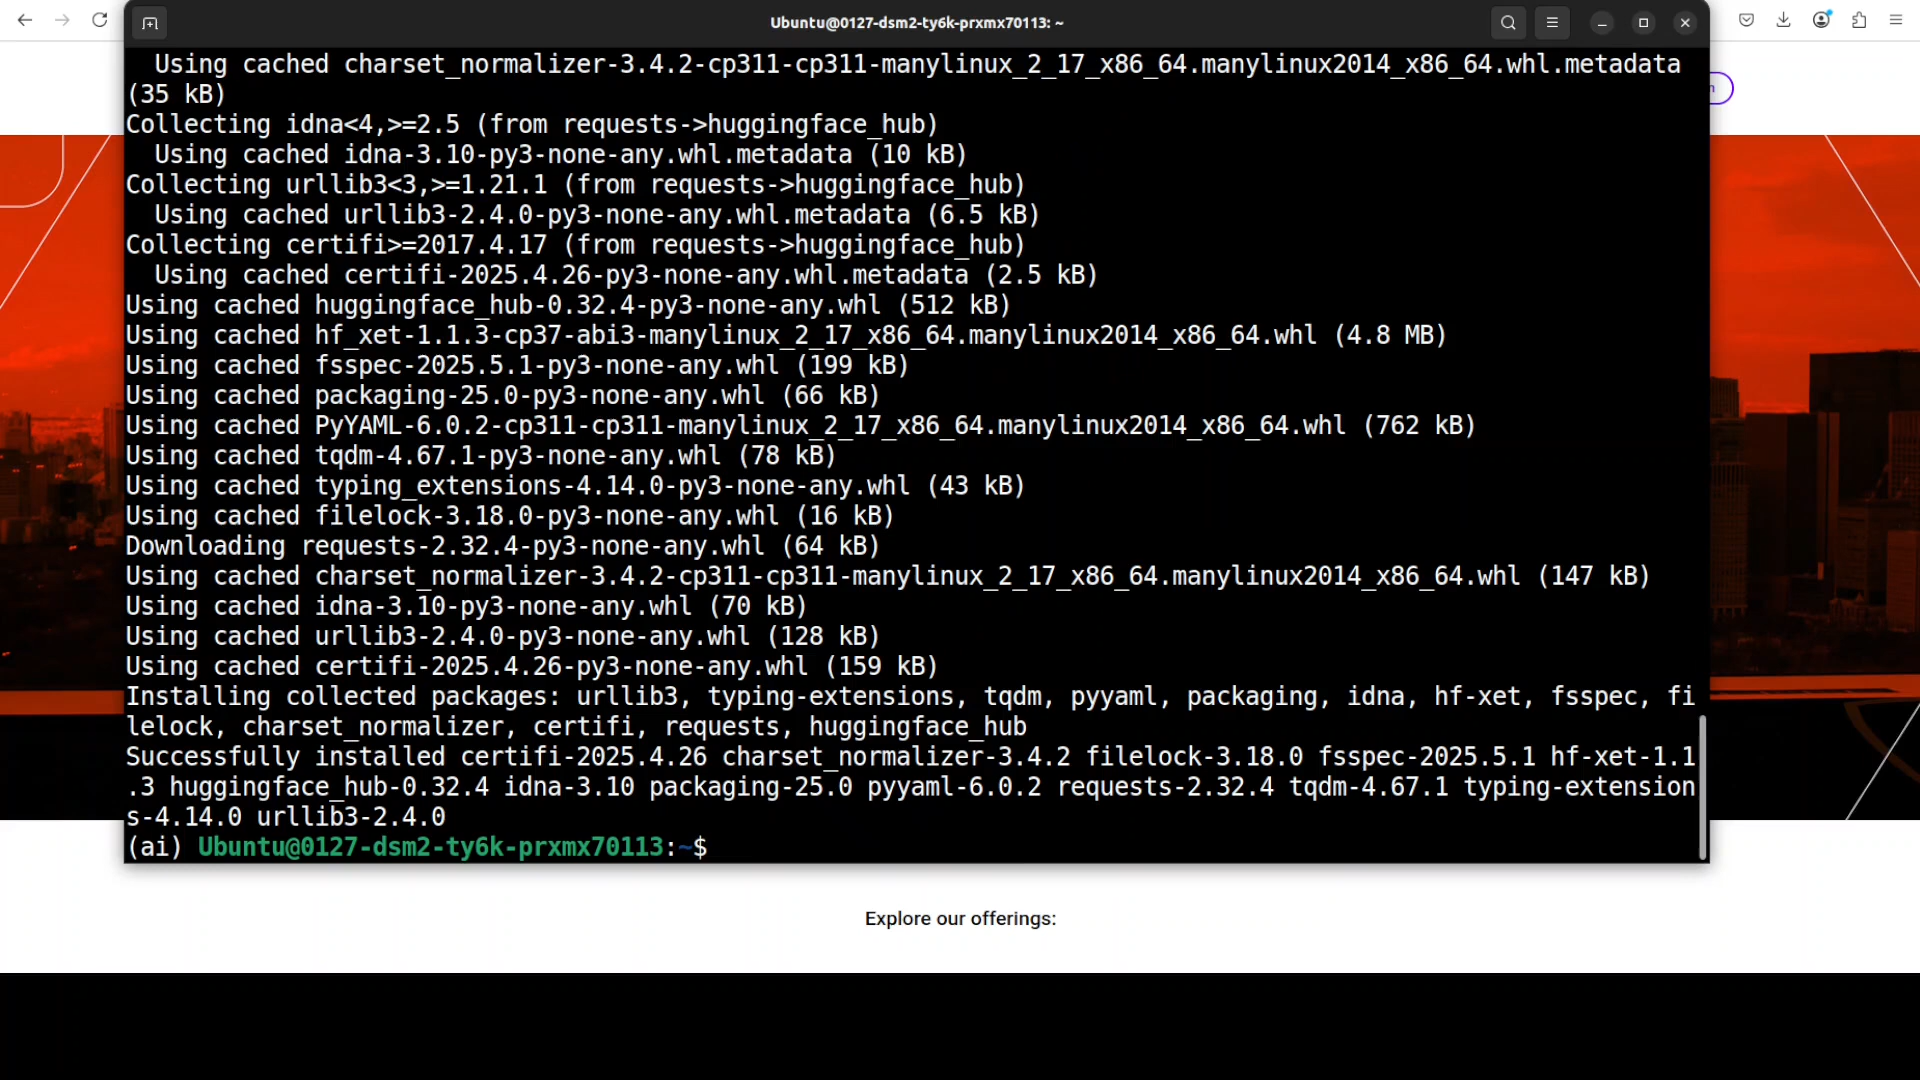 Ubuntu@0127-dsm2-ty6k-prxmx70113: ~
Using cached charset_normalizer-3.4.2-cp311-cp311-manylinux_2_17_x86_64.manylinux2014_x86_64.whl.metadata
(35 kB)
Collecting idna<4,>=2.5 (from requests->huggingface_hub)
Using cached idna-3.10-py3-none-any.whl.metadata (10 kB)
Collecting urllib3<3,>=1.21.1 (from requests->huggingface_hub)
Using cached urllib3-2.4.0-py3-none-any.whl.metadata (6.5 kB)
Collecting certifi>=2017.4.17 (from requests->huggingface_hub)
Using cached certifi-2025.4.26-py3-none-any.whl.metadata (2.5 kB)
Using cached huggingface_hub-0.32.4-py3-none-any.whl (512 kB)
Using cached hf_xet-1.1.3-cp37-abi3-manylinux_2_17_x86_64.manylinux2014_x86_64.whl (4.8 MB)
Using cached fsspec-2025.5.1-py3-none-any.whl (199 kB)
Using cached packaging-25.0-py3-none-any.whl (66 kB)
Using cached PyYAML-6.0.2-cp311-cp311-manylinux_2_17_x86_64.manylinux2014_x86_64.whl (762 kB)
Using cached tqdm-4.67.1-py3-none-any.whl (78 kB)
Using cached typing_extensions-4.14.0-py3-none-any.whl (43 kB)
Using cached filelock-3.18.0-py3-none-any.whl (16 kB)
Downloading requests-2.32.4-py3-none-any.whl (64 kB)
Using cached charset_normalizer-3.4.2-cp311-cp311-manylinux_2_17_x86_64.manylinux2014_x86_64.whl (147 kB)
Using cached idna-3.10-py3-none-any.whl (70 kB)
Using cached urllib3-2.4.0-py3-none-any.whl (128 kB)
Using cached certifi-2025.4.26-py3-none-any.whl (159 kB)
Installing collected packages: urllib3, typing-extensions, tqdm, pyyaml, packaging, idna, hf-xet, fsspec, fi
lelock, charset_normalizer, certifi, requests, huggingface_hub
Successfully installed certifi-2025.4.26 charset_normalizer-3.4.2 filelock-3.18.0 fsspec-2025.5.1 hf-xet-1.1
.3 huggingface_hub-0.32.4 idna-3.10 packaging-25.0 pyyaml-6.0.2 requests-2.32.4 tqdm-4.67.1 typing-extension
s-4.14.0 urllib3-2.4.0
(ai) Ubuntu@0127-dsm2-ty6k-prxmx70113:~$
Explore our offerings: